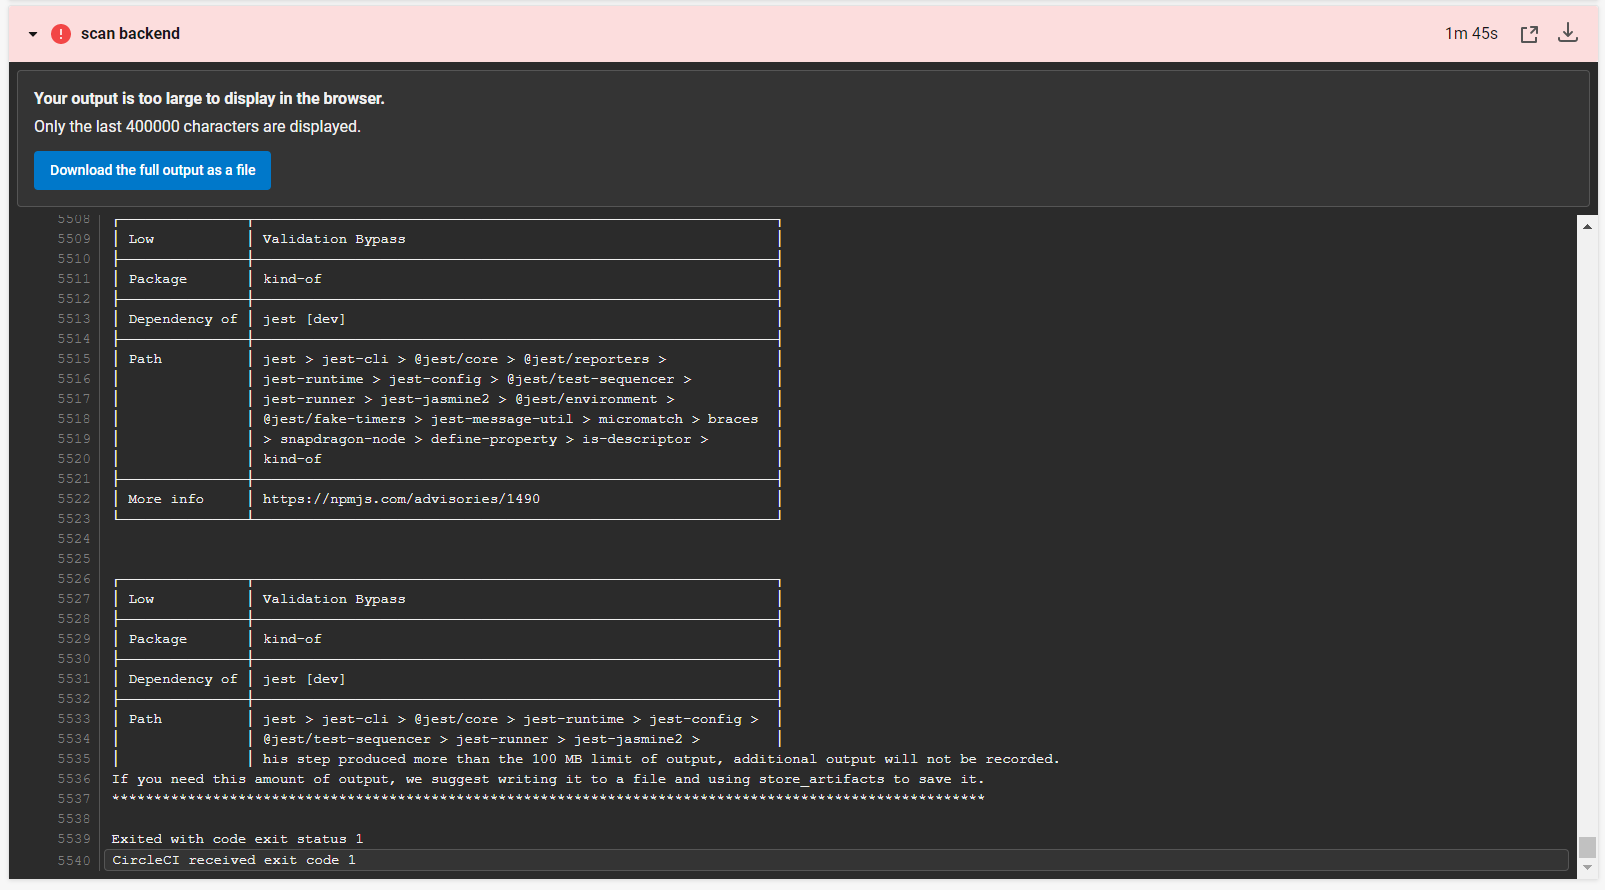 scan backend 1m 45s
Your output is too large to display in the browser.
Only the last 400000 characters are displayed.
Download the full output as a file
5508
5509 Low Validation Bypass
5510
5511 Package kind-of
5512
5513 Dependency of jest [dev]
5514
5515 Path jest > jest-cli > @jest/core > @jest/reporters >
5516 jest-runtime > jest-config > @jest/test-sequencer >
5517 jest-runner > jest-jasmine2 > @jest/environment >
5518 @jest/fake-timers > jest-message-util > micromatch > braces
5519 > snapdragon-node > define-property > is-descriptor >
5520 kind-of
5521
5522 More info https://npmjs.com/advisories/1490
5523
5524
5525
5526
5527 Low Validation Bypass
5528
5529 Package kind-of
5530
5531 Dependency of jest [dev]
5532
5533 Path jest > jest-cli > @jest/core > jest-runtime > jest-config >
5534 @jest/test-sequencer > jest-runner > jest-jasmine2 >
5535 his step produced more than the 100 MB limit of output, additional output will not be recorded.
5536 If you need this amount of output, we suggest writing it to a file and using store_artifacts to save it.
5537 ********************************************************************************************************
5538
5539 Exited with code exit status 1
5540 CircleCI received exit code 1